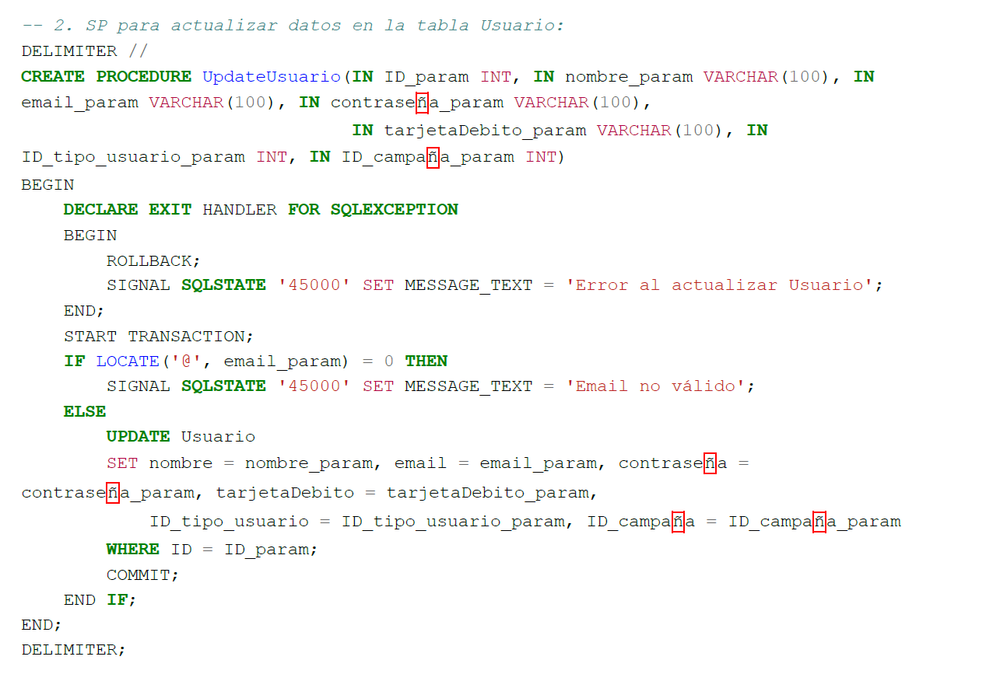 -- 2. SP para actualizar datos en la tabla Usuario:
DELIMITER //
CREATE PROCEDURE UpdateUsuario(IN ID_param INT, IN nombre_param VARCHAR(100), IN
email_param VARCHAR(100), IN contraseña_param VARCHAR(100),
IN tarjetaDebito_param VARCHAR(100), IN
ID_tipo_usuario_param INT, IN ID_campaña_param INT)
BEGIN
DECLARE EXIT HANDLER FOR SQLEXCEPTION
BEGIN
ROLLBACK;
SIGNAL SQLSTATE '45000' SET MESSAGE_TEXT = 'Error al actualizar Usuario';
END;
START TRANSACTION;
IF LOCATE('@', email_param) = 0 THEN
SIGNAL SQLSTATE '45000' SET MESSAGE_TEXT = 'Email no válido';
ELSE
UPDATE Usuario
SET nombre = nombre_param, email = email_param, contraseña =
contraseña_param, tarjetaDebito = tarjetaDebito_param,
ID_tipo_usuario = ID_tipo_usuario_param, ID_campaña = ID_campaña_param
WHERE ID = ID_param;
COMMIT;
END IF;
END;
DELIMITER;